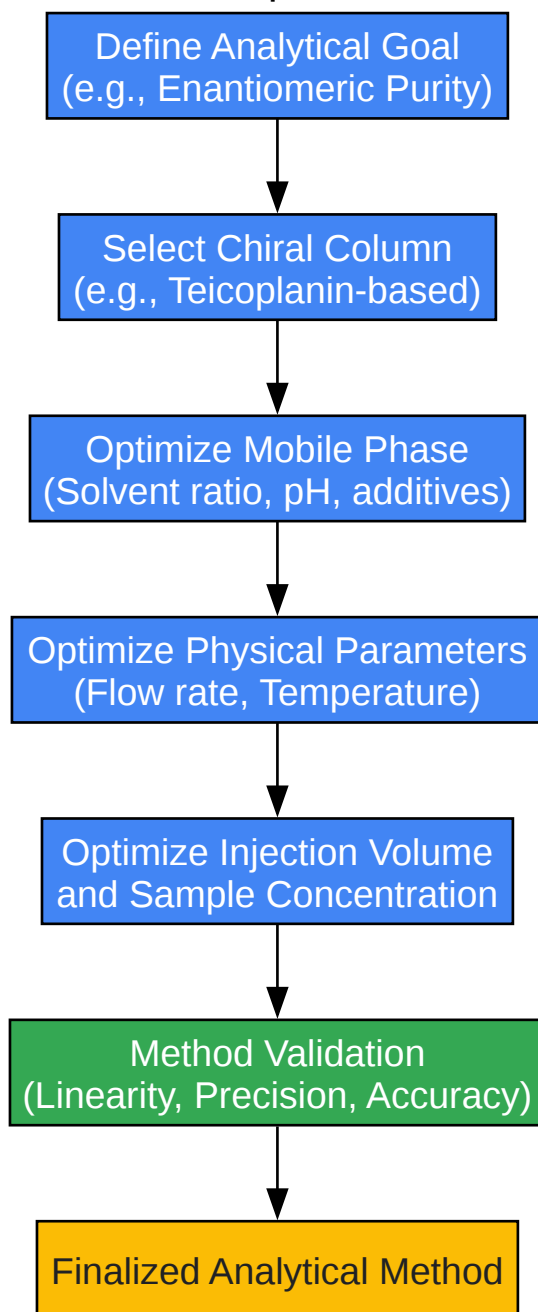 Define Analytical Goal
(e.g., Enantiomeric Purity)
Select Chiral Column
(e.g., Teicoplanin-based)
Optimize Mobile Phase
(Solvent ratio, pH, additives)
Optimize Physical Parameters
(Flow rate, Temperature)
Optimize Injection Volume
and Sample Concentration
Method Validation
(Linearity, Precision, Accuracy)
Finalized Analytical Method